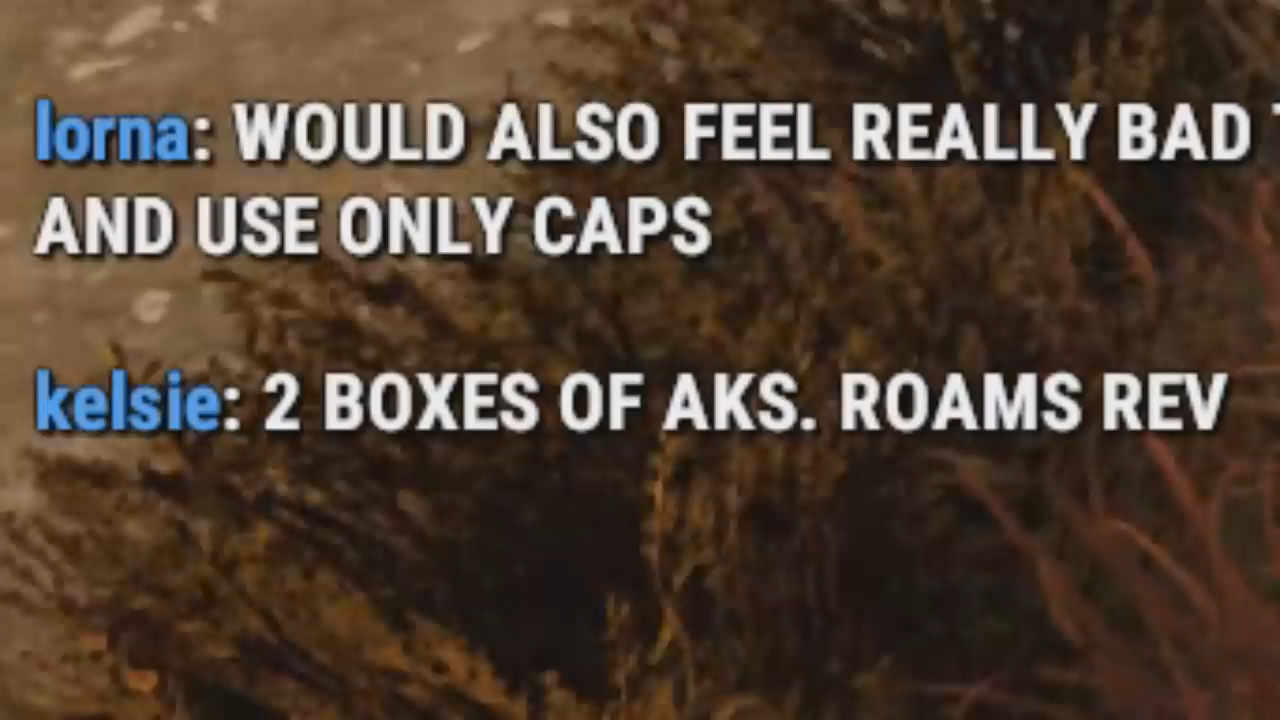 lorna: WOULD ALSO FEEL REALLY BAD
AND USE ONLY CAPS
kelsie: 2 BOXES OF AKS. ROAMS REV